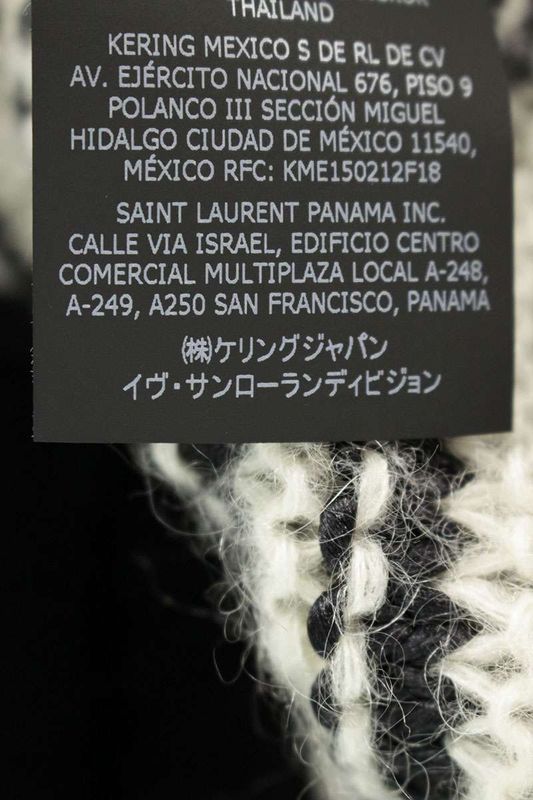 THAILAND
KERING MEXICO S DE RL DE CV
AV. EJÉRCITO NACIONAL 676, PISO 9
POLANCO III SECCIÓN MIGUEL
HIDALGO CIUDAD DE MÉXICO 11540,
MÉXICO RFC: KME150212F18
SAINT LAURENT PANAMA INC.
CALLE VIA ISRAEL, EDIFICIO CENTRO
COMERCIAL MULTIPLAZA LOCAL A-248,
A-249, A250 SAN FRANCISCO, PANAMA
㈱ケリングジャパン
イヴ・サンローランディビジョン